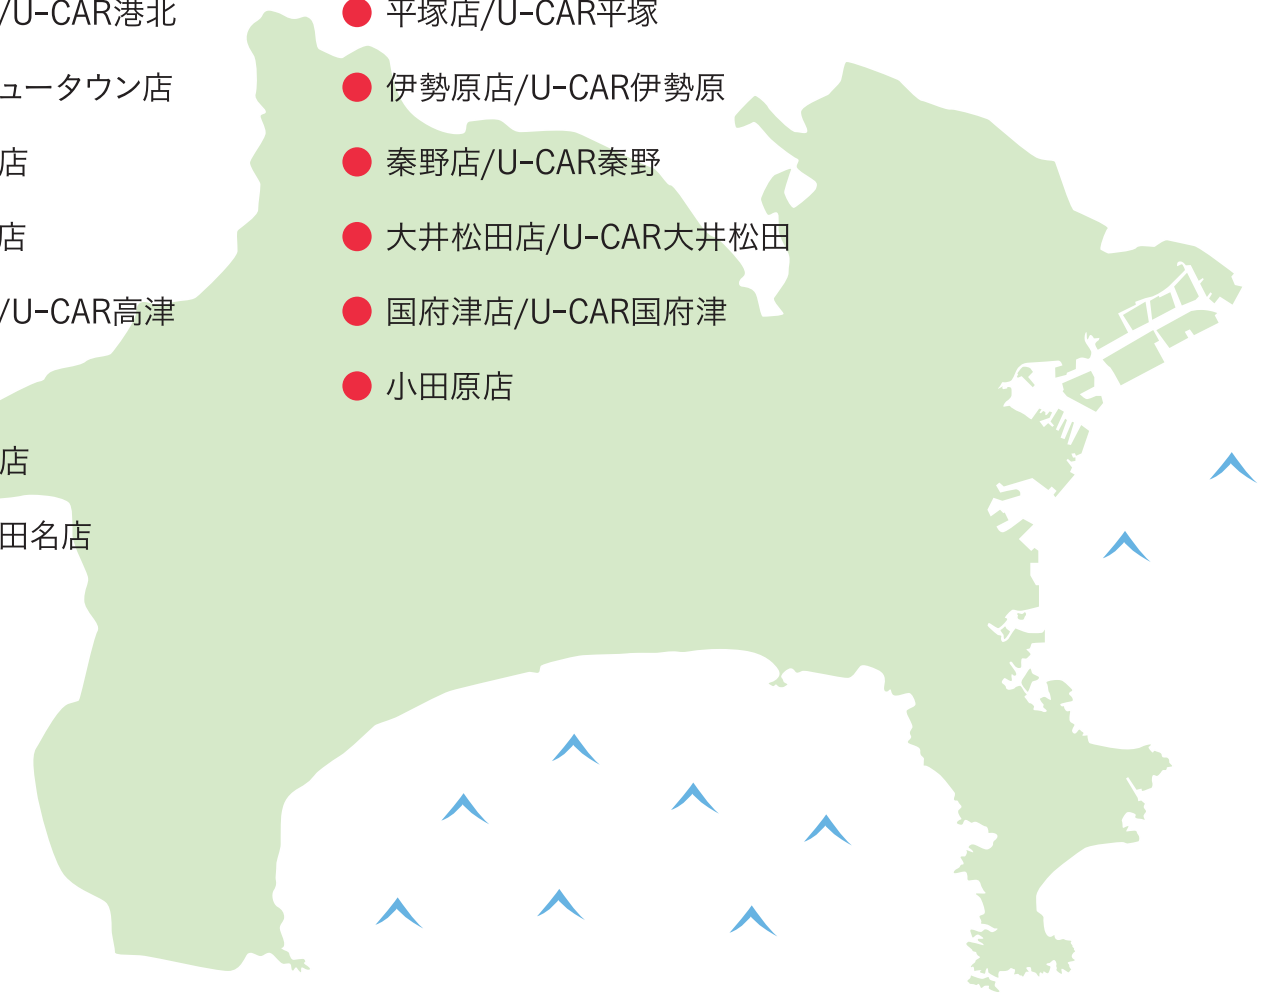 /U-CAR港北
ュータウン店
店
店
/U-CAR高津
店
田名店
平塚店/U-CAR平塚
伊勢原店/U-CAR伊勢原
秦野店/U-CAR秦野
大井松田店/U-CAR大井松田
国府津店/U-CAR国府津
小田原店